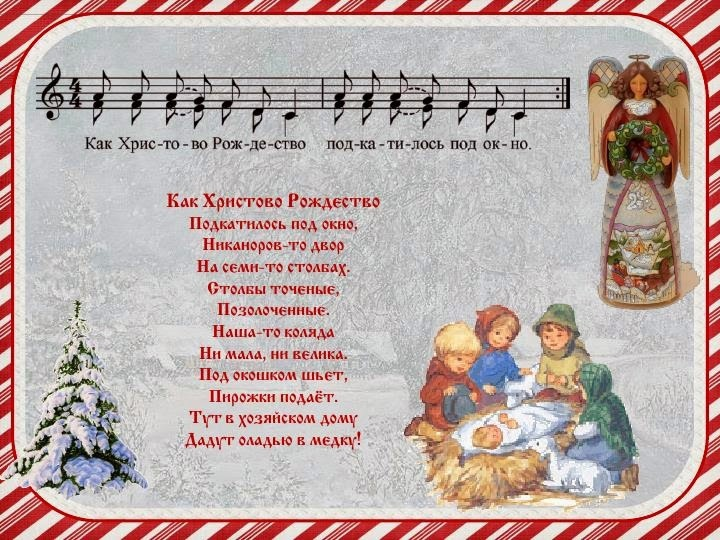 Как Хрис-то-во Рож-де-ство под-ка-ти-лось под ок-но.
Как Христово Рождество
Подкатилось под окно,
Никаноров-то двор
На семи-то столбах.
Столбы точеные,
Позолоченные.
Наша-то коляда
Ни мала, ни велика.
Под окошком шьет,
Пирожки подаёт.
Тут в хозяйском дому
Дадут оладью в медку!